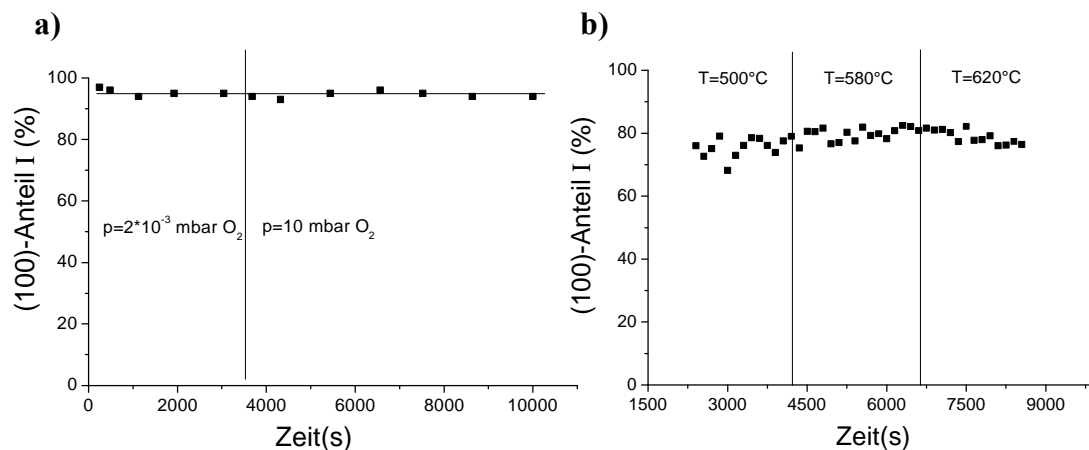 a)
(100)-Anteil I (%)
100
80
60
40
20
0
p=2*10⁻³ mbar O₂
p=10 mbar O₂
0 2000 4000 6000 8000 10000
Zeit(s)
b)
(100)-Anteil I (%)
100
80
60
40
20
0
T=500°C T=580°C T=620°C
1500 3000 4500 6000 7500 9000
Zeit(s)